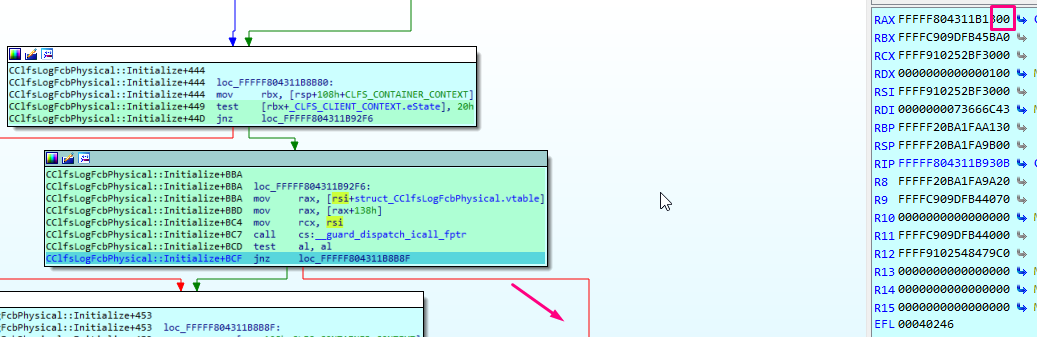 CClfsLogFcbPhysical::Initialize+444
CClfsLogFcbPhysical::Initialize+444 loc_FFFFF804311B8B80:
CClfsLogFcbPhysical::Initialize+444 mov rbx, [rsp+108h+CLFS_CONTAINER_CONTEXT]
CClfsLogFcbPhysical::Initialize+449 test [rbx+_CLFS_CLIENT_CONTEXT.eState], 20h
CClfsLogFcbPhysical::Initialize+44D jnz loc_FFFFF804311B92F6
CClfsLogFcbPhysical::Initialize+BBA
CClfsLogFcbPhysical::Initialize+BBA loc_FFFFF804311B92F6:
CClfsLogFcbPhysical::Initialize+BBA mov rax, [rsi+struct_CClfsLogFcbPhysical.vtable]
CClfsLogFcbPhysical::Initialize+BBD mov rax, [rax+138h]
CClfsLogFcbPhysical::Initialize+BC4 mov rcx, rsi
CClfsLogFcbPhysical::Initialize+BC7 call cs:__guard_dispatch_icall_fptr
CClfsLogFcbPhysical::Initialize+BCD test al, al
CClfsLogFcbPhysical::Initialize+BCF jnz loc_FFFFF804311B8B8F
CClfsLogFcbPhysical::Initialize+453
CClfsLogFcbPhysical::Initialize+453 loc_FFFFF804311B8B8F:
RAX FFFFF804311B1300
RBX FFFFC909DFB45BA0
RCX FFFF910252BF3000
RDX 0000000000000100
RSI FFFF910252BF3000
RDI 0000000073666C43
RBP FFFFF20BA1FAA130
RSP FFFFF20BA1FA9B00
RIP FFFFF804311B930B
R8 FFFFF20BA1FA9A20
R9 FFFFC909DFB44070
R10 0000000000000000
R11 FFFFC909DFB44000
R12 FFFF9102548479C0
R13 0000000000000000
R14 0000000000000000
R15 0000000000000000
EFL 00040246